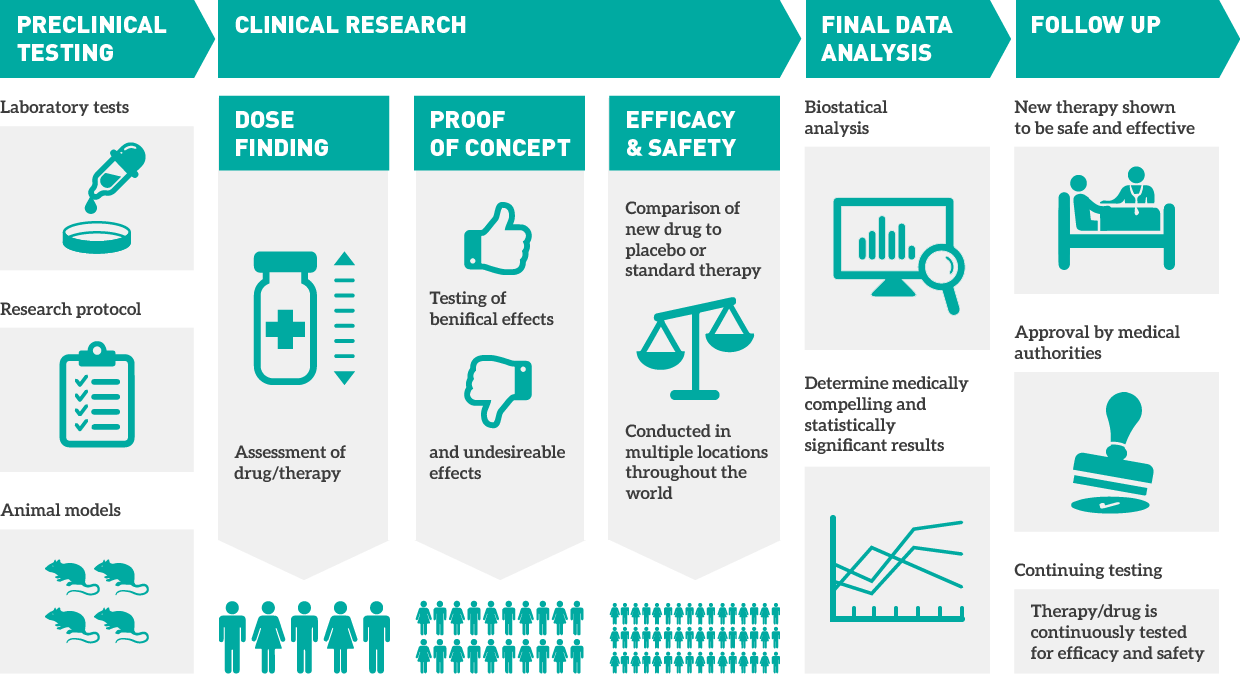 PRECLINICAL
TESTING
CLINICAL RESEARCH
FINAL DATA
ANALYSIS
FOLLOW UP
Laboratory tests
Research protocol
Animal models
DOSE
FINDING
Assessment of
drug/therapy
PROOF
OF CONCEPT
Testing of
benifical effects
and undesireable
effects
EFFICACY
& SAFETY
Comparison of
new drug to
placebo or
standard therapy
Conducted in
multiple locations
throughout the
world
Biostatical
analysis
Determine medically
compelling and
statistically
significant results
New therapy shown
to be safe and effective
Approval by medical
authorities
Continuing testing
Therapy/drug is
continuously tested
for efficacy and safety